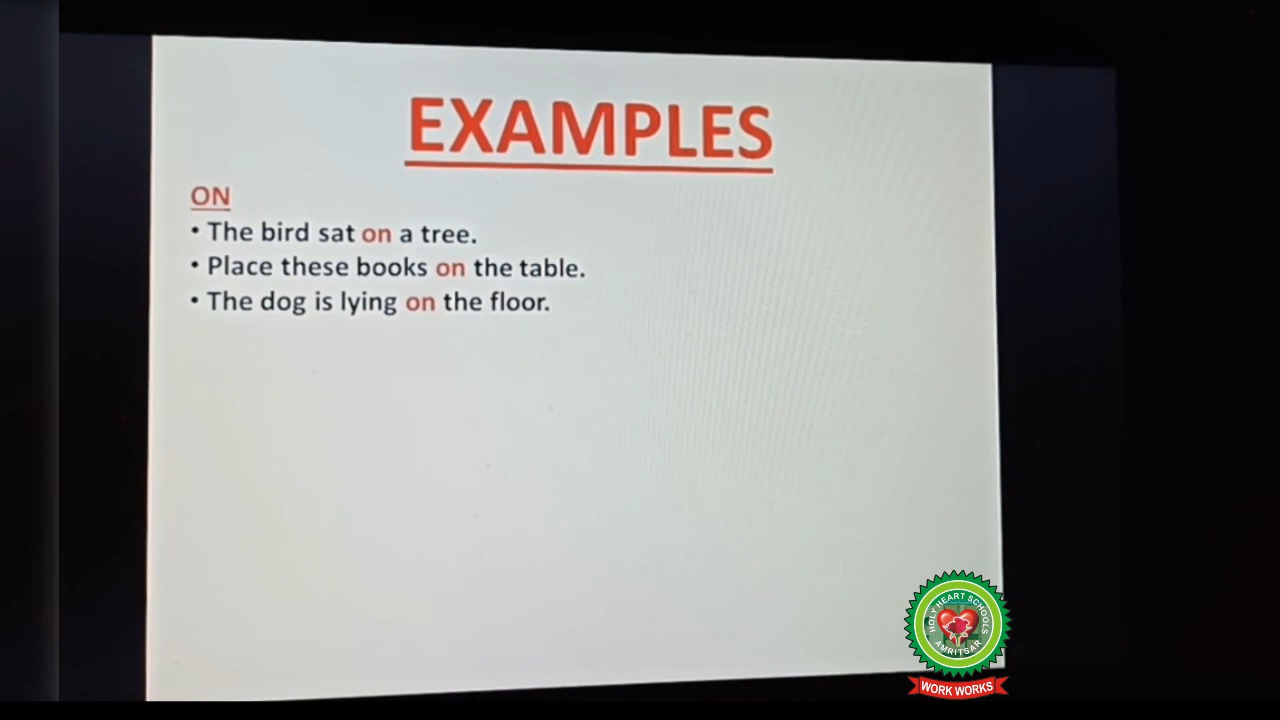 EXAMPLES
ON
• The bird sat on a tree.
• Place these books on the table.
• The dog is lying on the floor.
HOLY HEART SCHOOLS
AMRITSAR
WORK WORKS